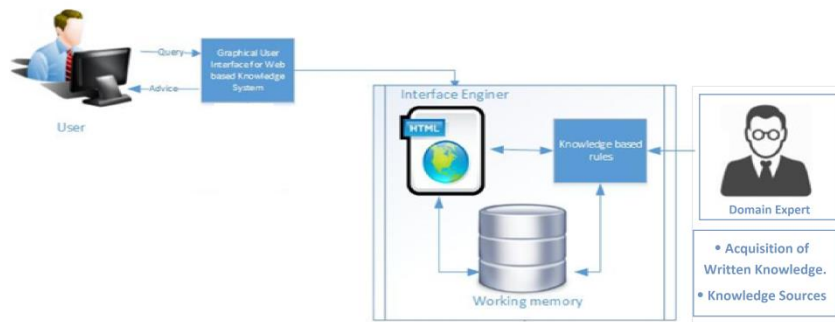 Query
Advice
User
Graphical User
Interface for Web
based Knowledge
System
Interface Enginer
HTML
Knowledge based
rules
Working memory
Domain Expert
• Acquisition of
Written Knowledge.
• Knowledge Sources